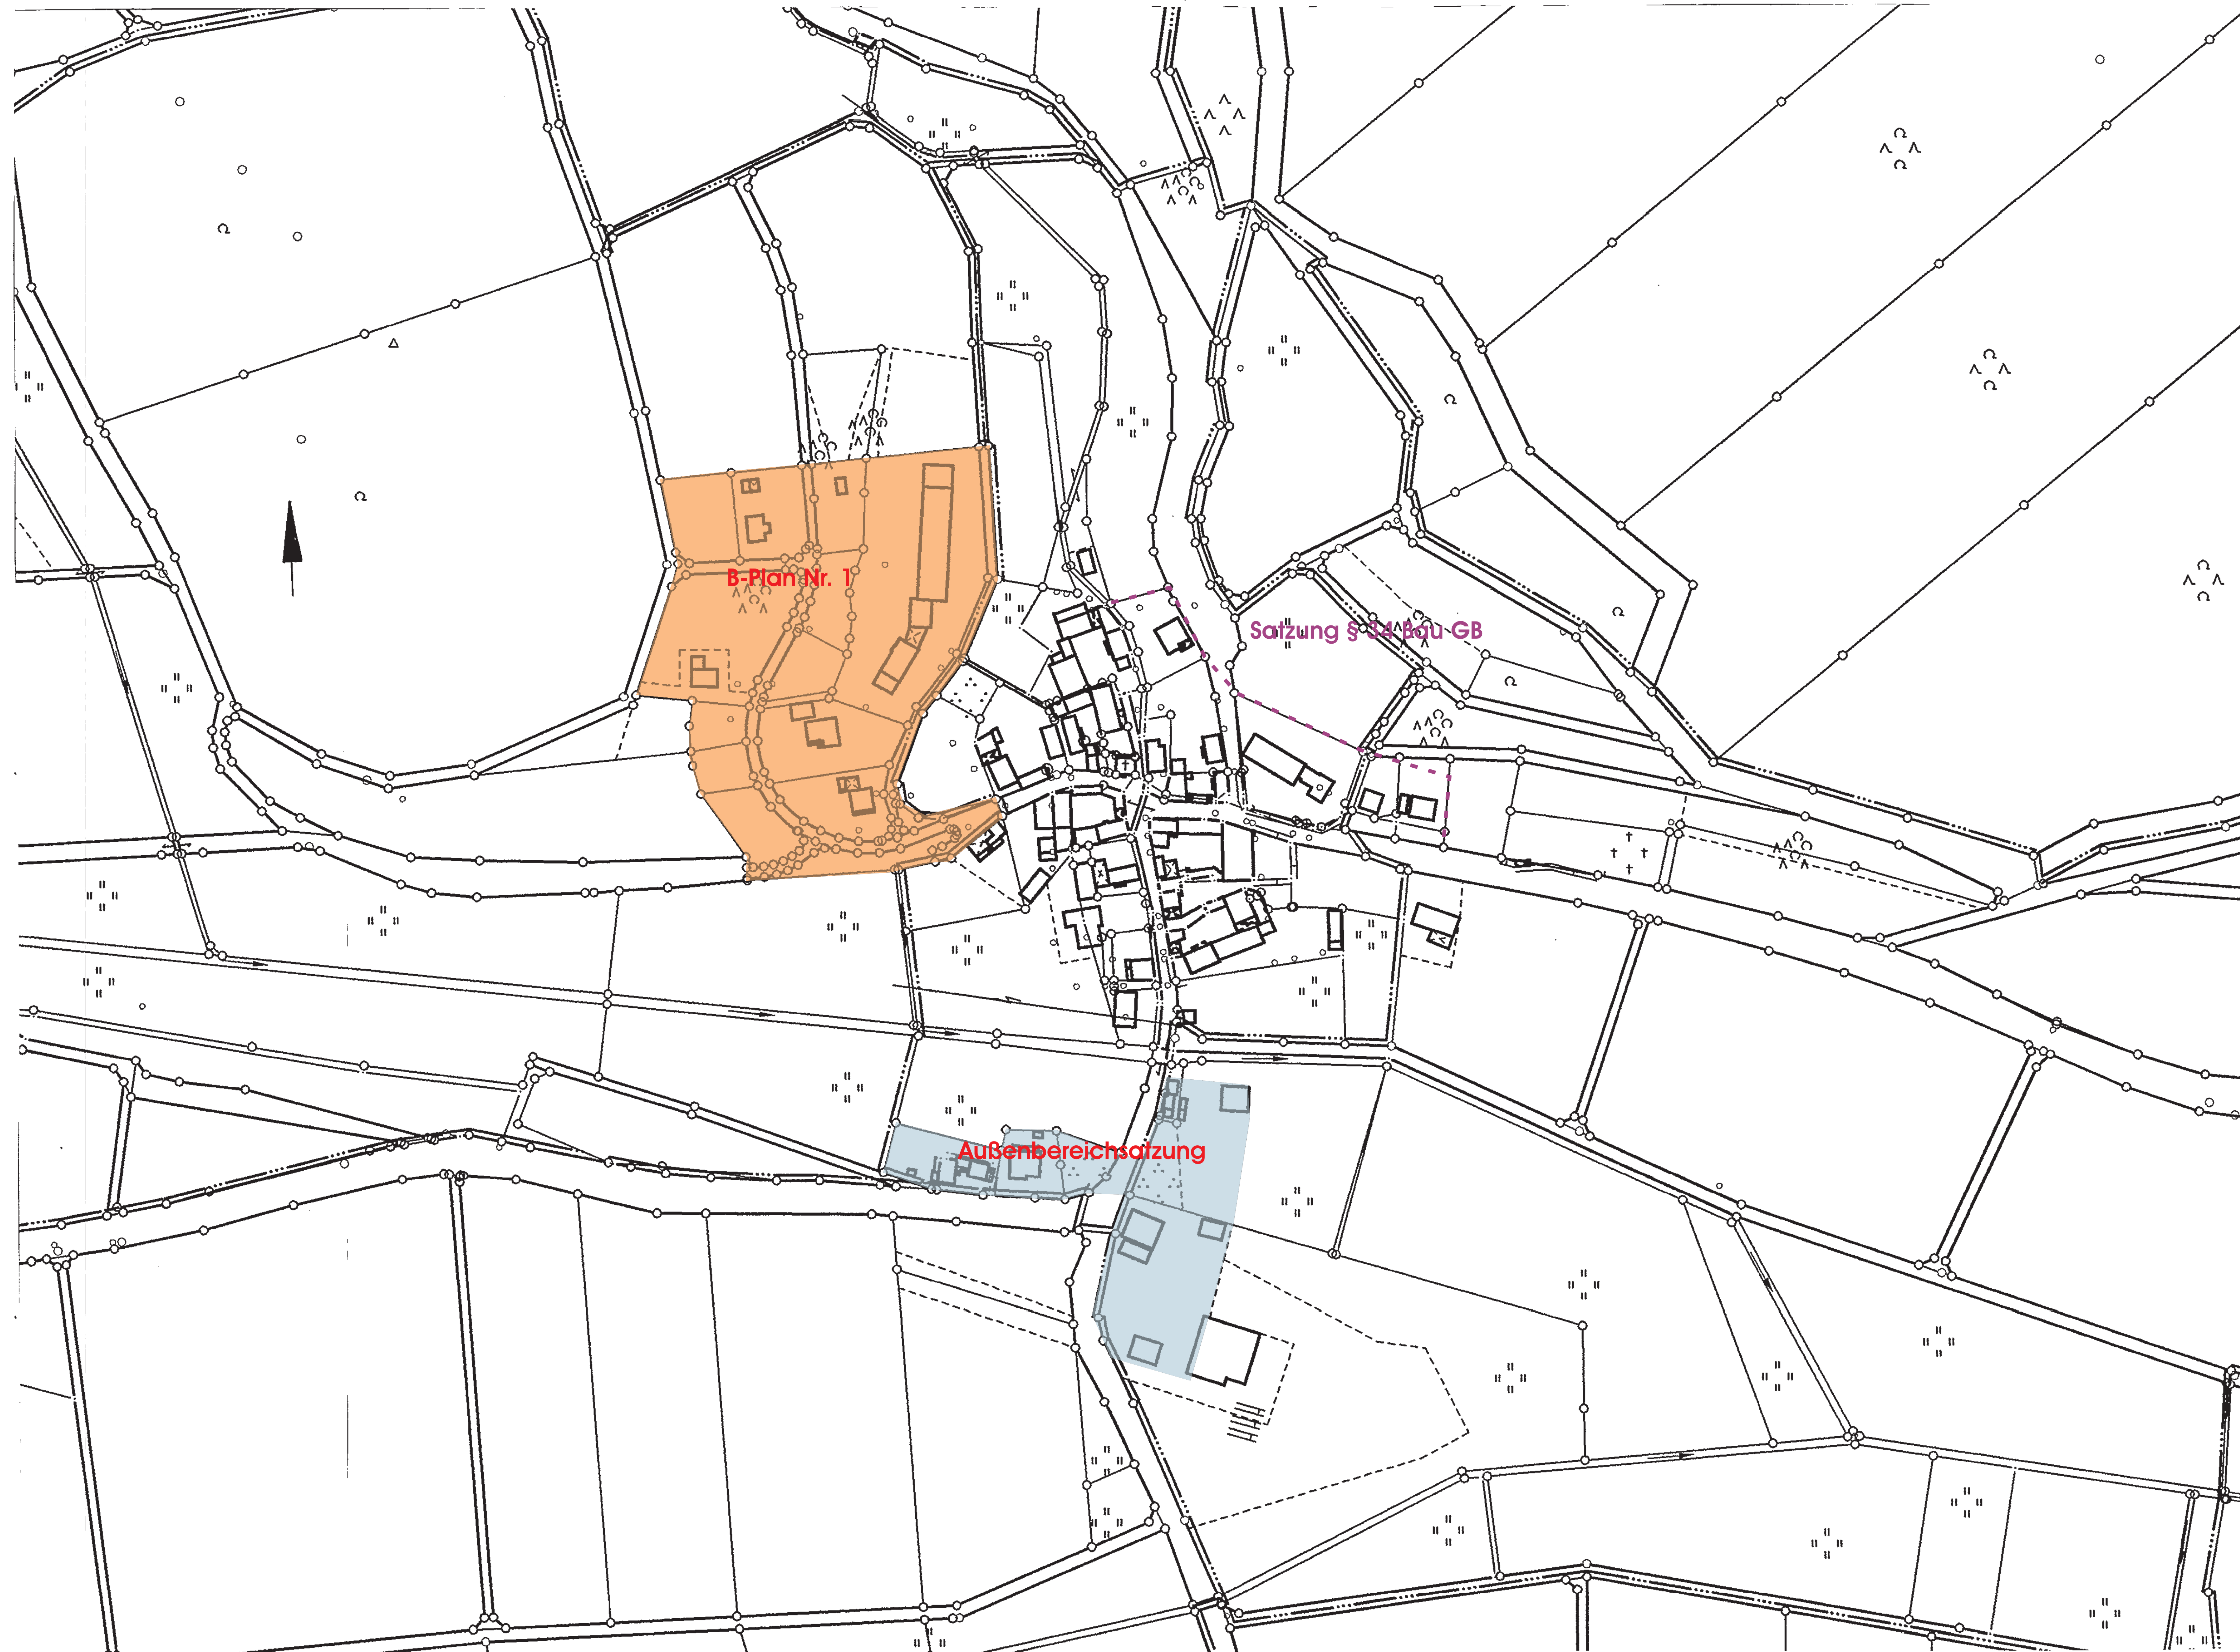 B-Plan Nr. 1
Satzung § 34 Bau GB
Außenbereichsatzung